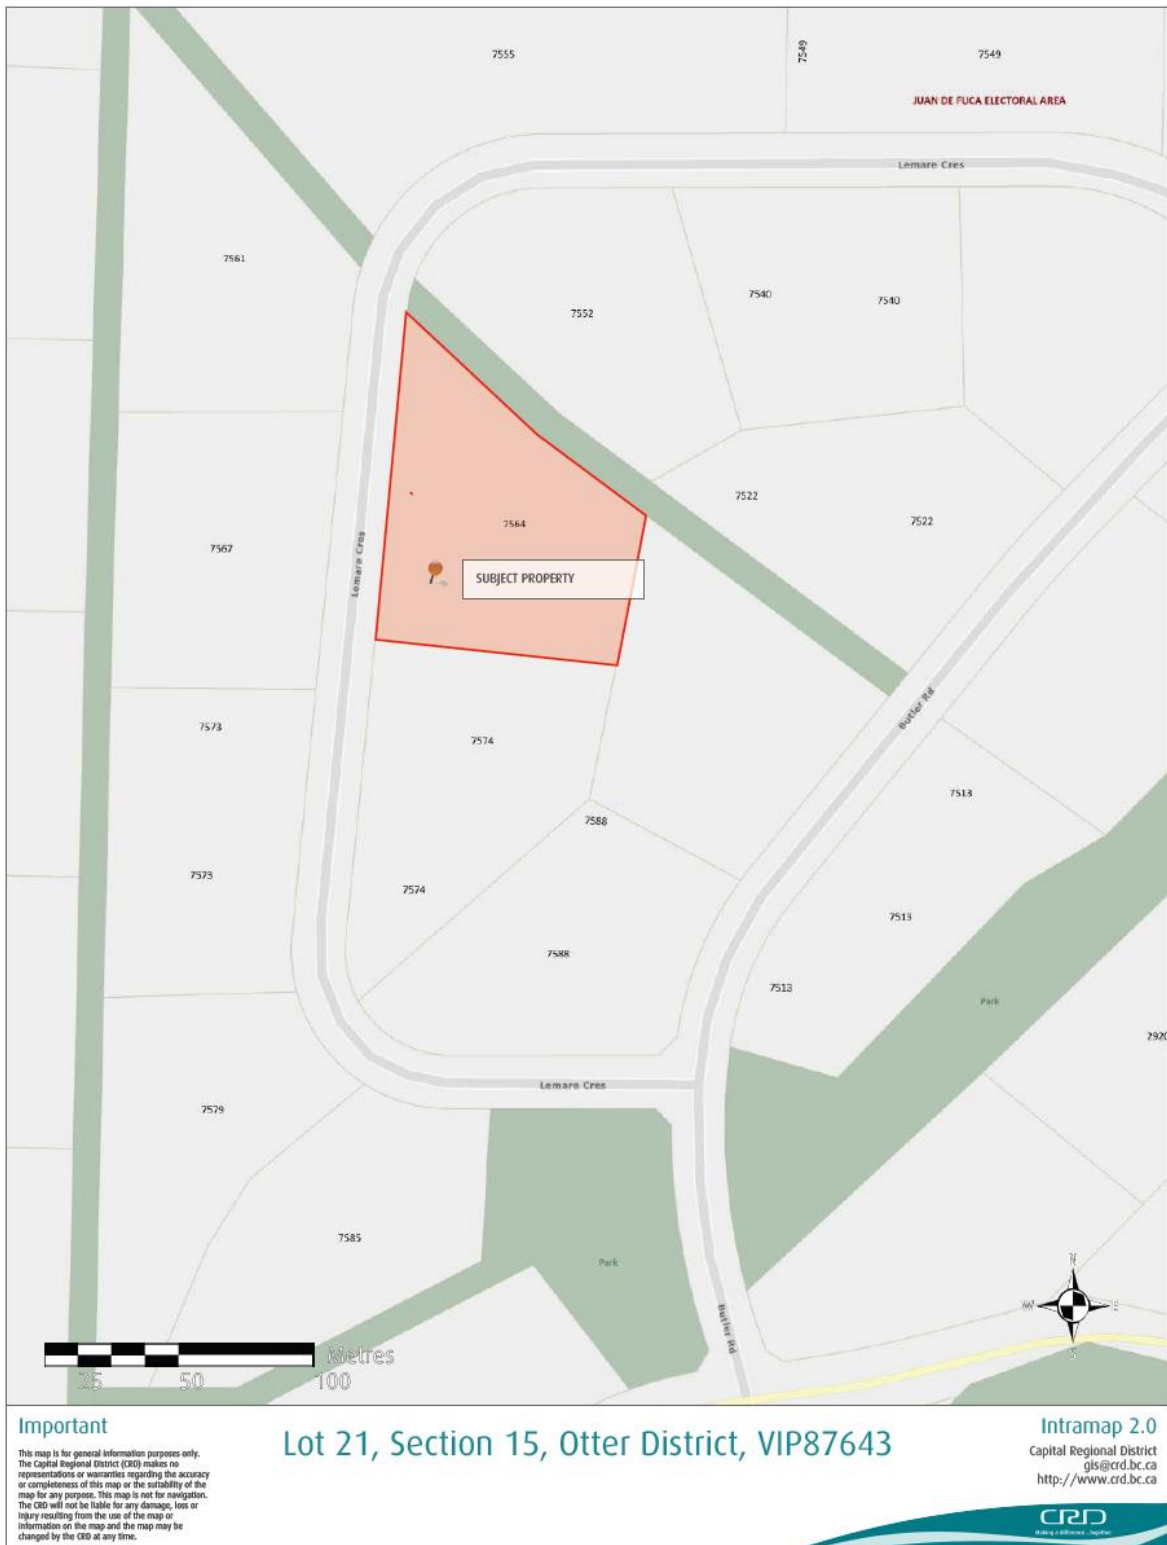 7555
7549
7549
JUAN DE FUCA ELECTORAL AREA
Lemare Cres
7561
7552
7540
7540
7522
7522
7564
7567
Lemare Cres
SUBJECT PROPERTY
Butler Rd
7573
7574
7513
7588
7573
7574
7513
7588
7513
Park
2920
Lemare Cres
7579
7585
Park
N
W
E
S
Butler Rd
Metres
25
50
100
Important
This map is for general information purposes only.
The Capital Regional District (CRD) makes no
representations or warranties regarding the accuracy
or completeness of this map or the suitability of the
map for any purpose. This map is not for navigation.
The CRD will not be liable for any damage, loss or
injury resulting from the use of the map or
information on the map and the map may be
changed by the CRD at any time.
Lot 21, Section 15, Otter District, VIP87643
Intramap 2.0
Capital Regional District
gis@crd.bc.ca
http://www.crd.bc.ca
CRD
Making a difference...together